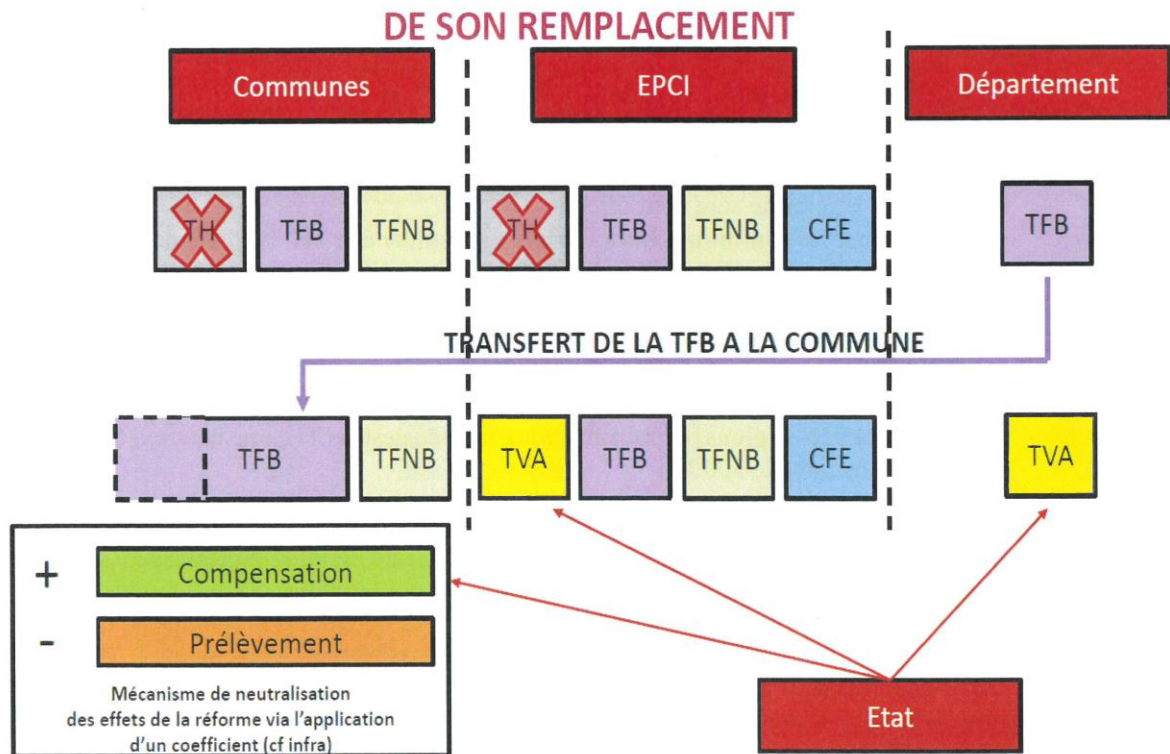 DE SON REMPLACEMENT
Communes
EPCI
Département
TH
TFB
TFNB
TH
TFB
TFNB
CFE
TFB
TRANSFERT DE LA TFB A LA COMMUNE
TFB
TFNB
TVA
TFB
TFNB
CFE
TVA
+
Compensation
-
Prélèvement
Mécanisme de neutralisation
des effets de la réforme via l'application
d'un coefficient (cf infra)
Etat